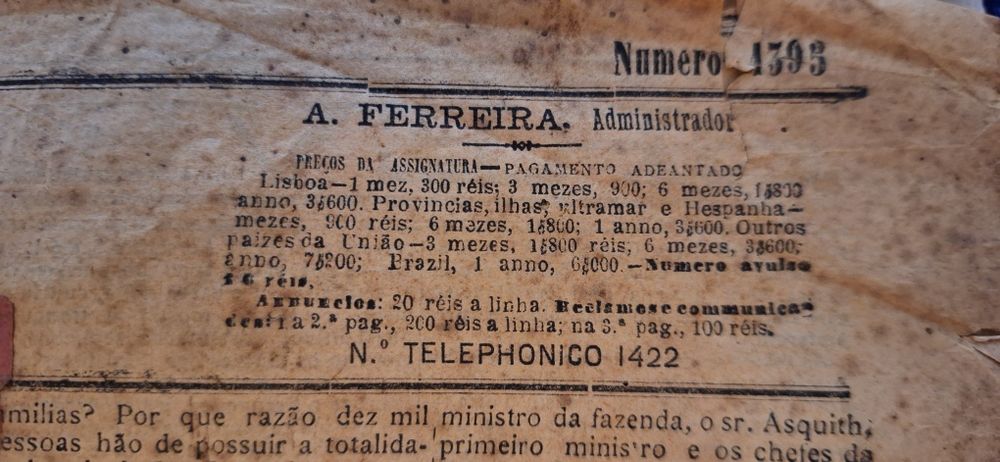 Numero 1393
A. FERREIRA. Administrador
PREÇOS DA ASSIGNATURA—PAGAMENTO ADEANTADO
Lisboa—1 mez, 300 réis; 3 mezes, 900; 6 mezes, 1$800
anno, 3$600. Provincias, ilhas, ultramar e Hespanha—
mezes, 900 réis; 6 mezes, 1$800; 1 anno, 3$600. Outros
paizes da União—3 mezes, 1$800 réis; 6 mezes, 3$600;
anno, 7$200; Brazil, 1 anno, 6$000.—Numero avulso
réis.
Annuncios: 20 réis a linha. Reclamos e communica
2.ª pag., 200 réis a linha; na 3.ª pag., 100 réis.
N.º TELEPHONICO 1422
amilias? Por que razão dez mil
essoas hão de possuir a totalida-
ministro da fazenda, o sr. Asquith,
primeiro ministro e os chefes da